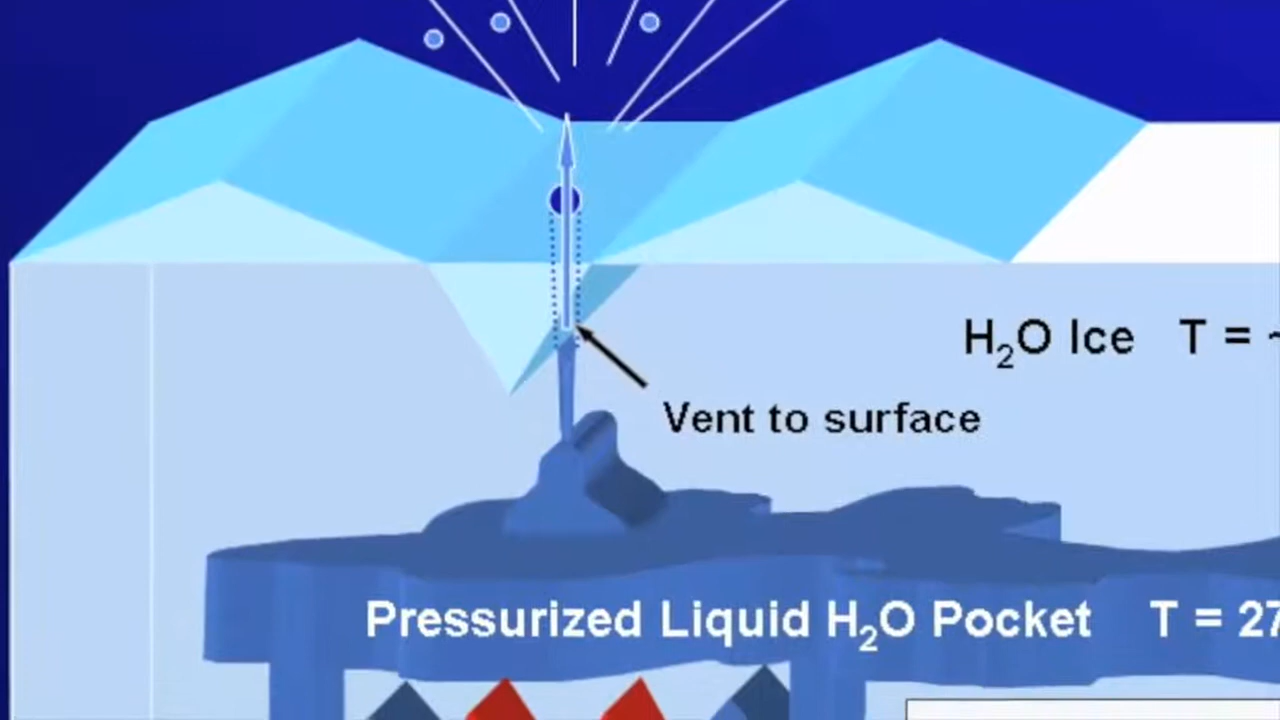 H₂O Ice T = ~
Vent to surface
Pressurized Liquid H₂O Pocket T = 27